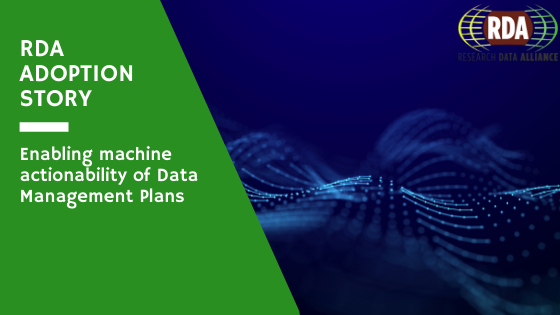 RDA
ADOPTION
STORY
Enabling machine
actionability of Data
Management Plans
RDA
RESEARCH DATA ALLIANCE